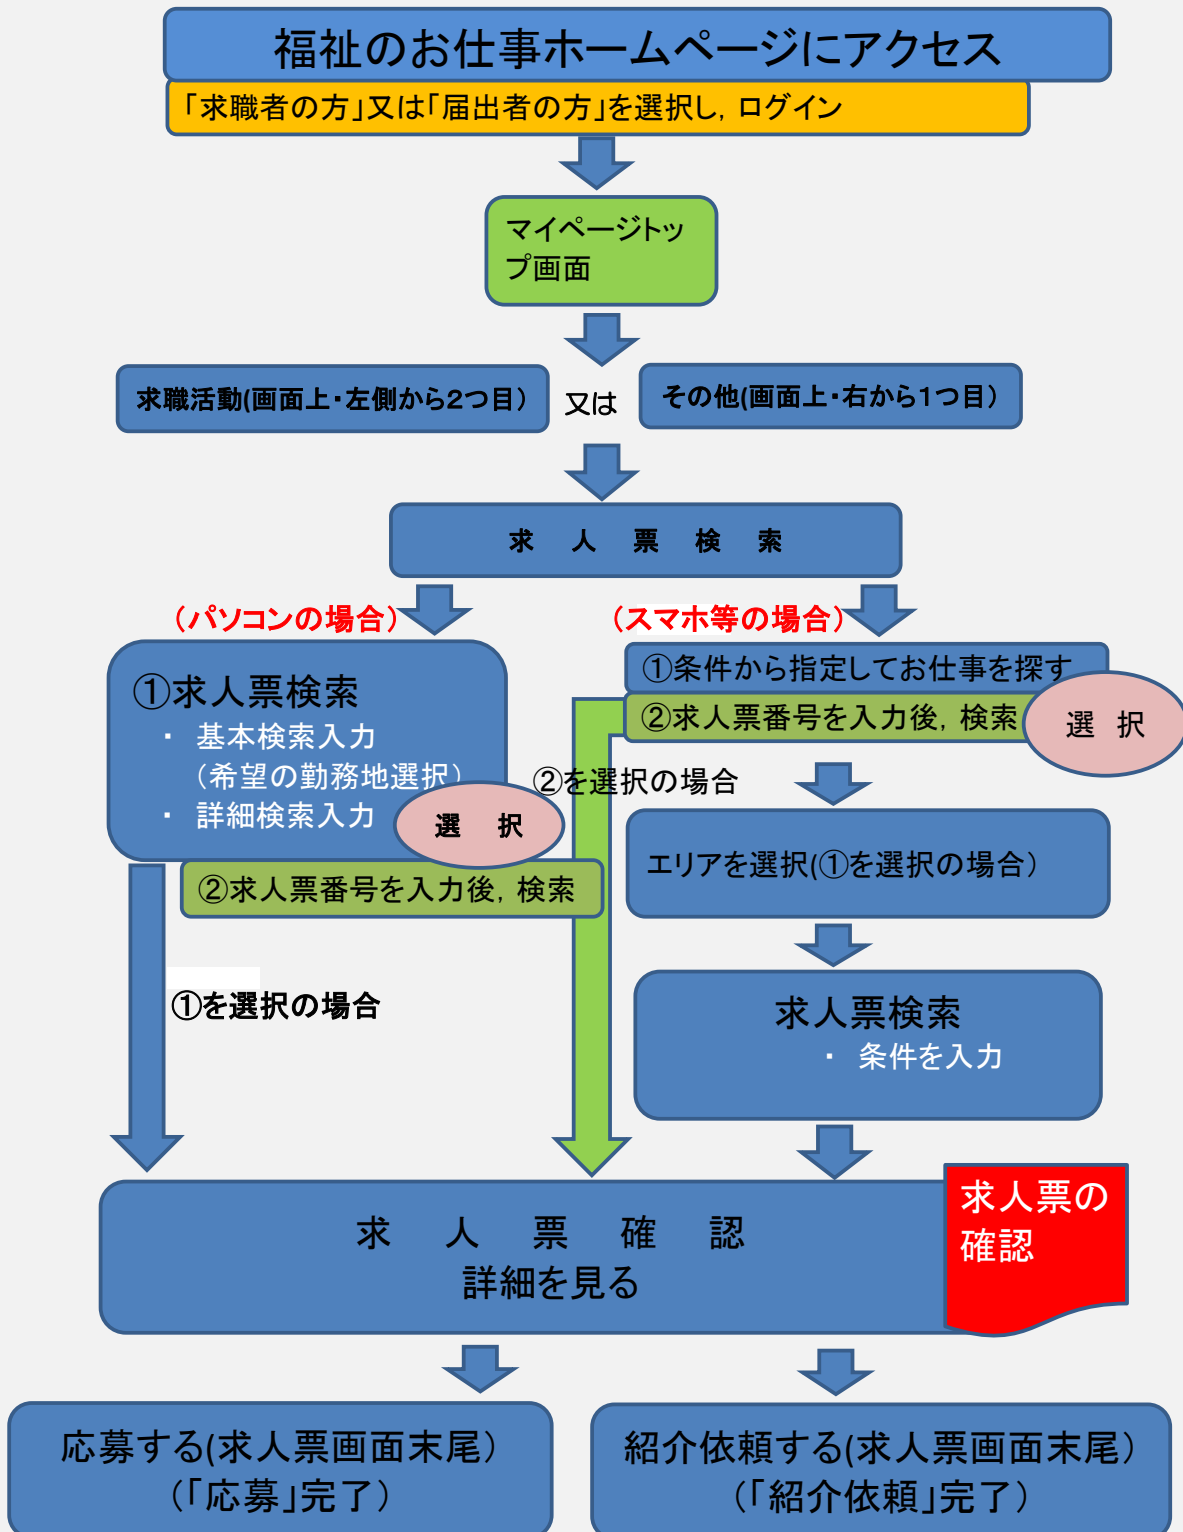 福祉のお仕事ホームページにアクセス
「求職者の方」又は「届出者の方」を選択し, ログイン
マイページトッ
プ画面
求職活動(画面上・左側から2つ目)
又は
その他(画面上・右から1つ目)
求 人 票 検 索
(パソコンの場合)
(スマホ等の場合)
①求人票検索
・ 基本検索入力
(希望の勤務地選択)
・ 詳細検索入力
選 択
②求人票番号を入力後, 検索
①条件から指定してお仕事を探す
②求人票番号を入力後, 検索
選 択
②を選択の場合
エリアを選択(①を選択の場合)
①を選択の場合
求人票検索
・ 条件を入力
求 人 票 確 認
詳細を見る
求人票の
確認
応募する(求人票画面末尾)
(「応募」完了)
紹介依頼する(求人票画面末尾)
(「紹介依頼」完了)